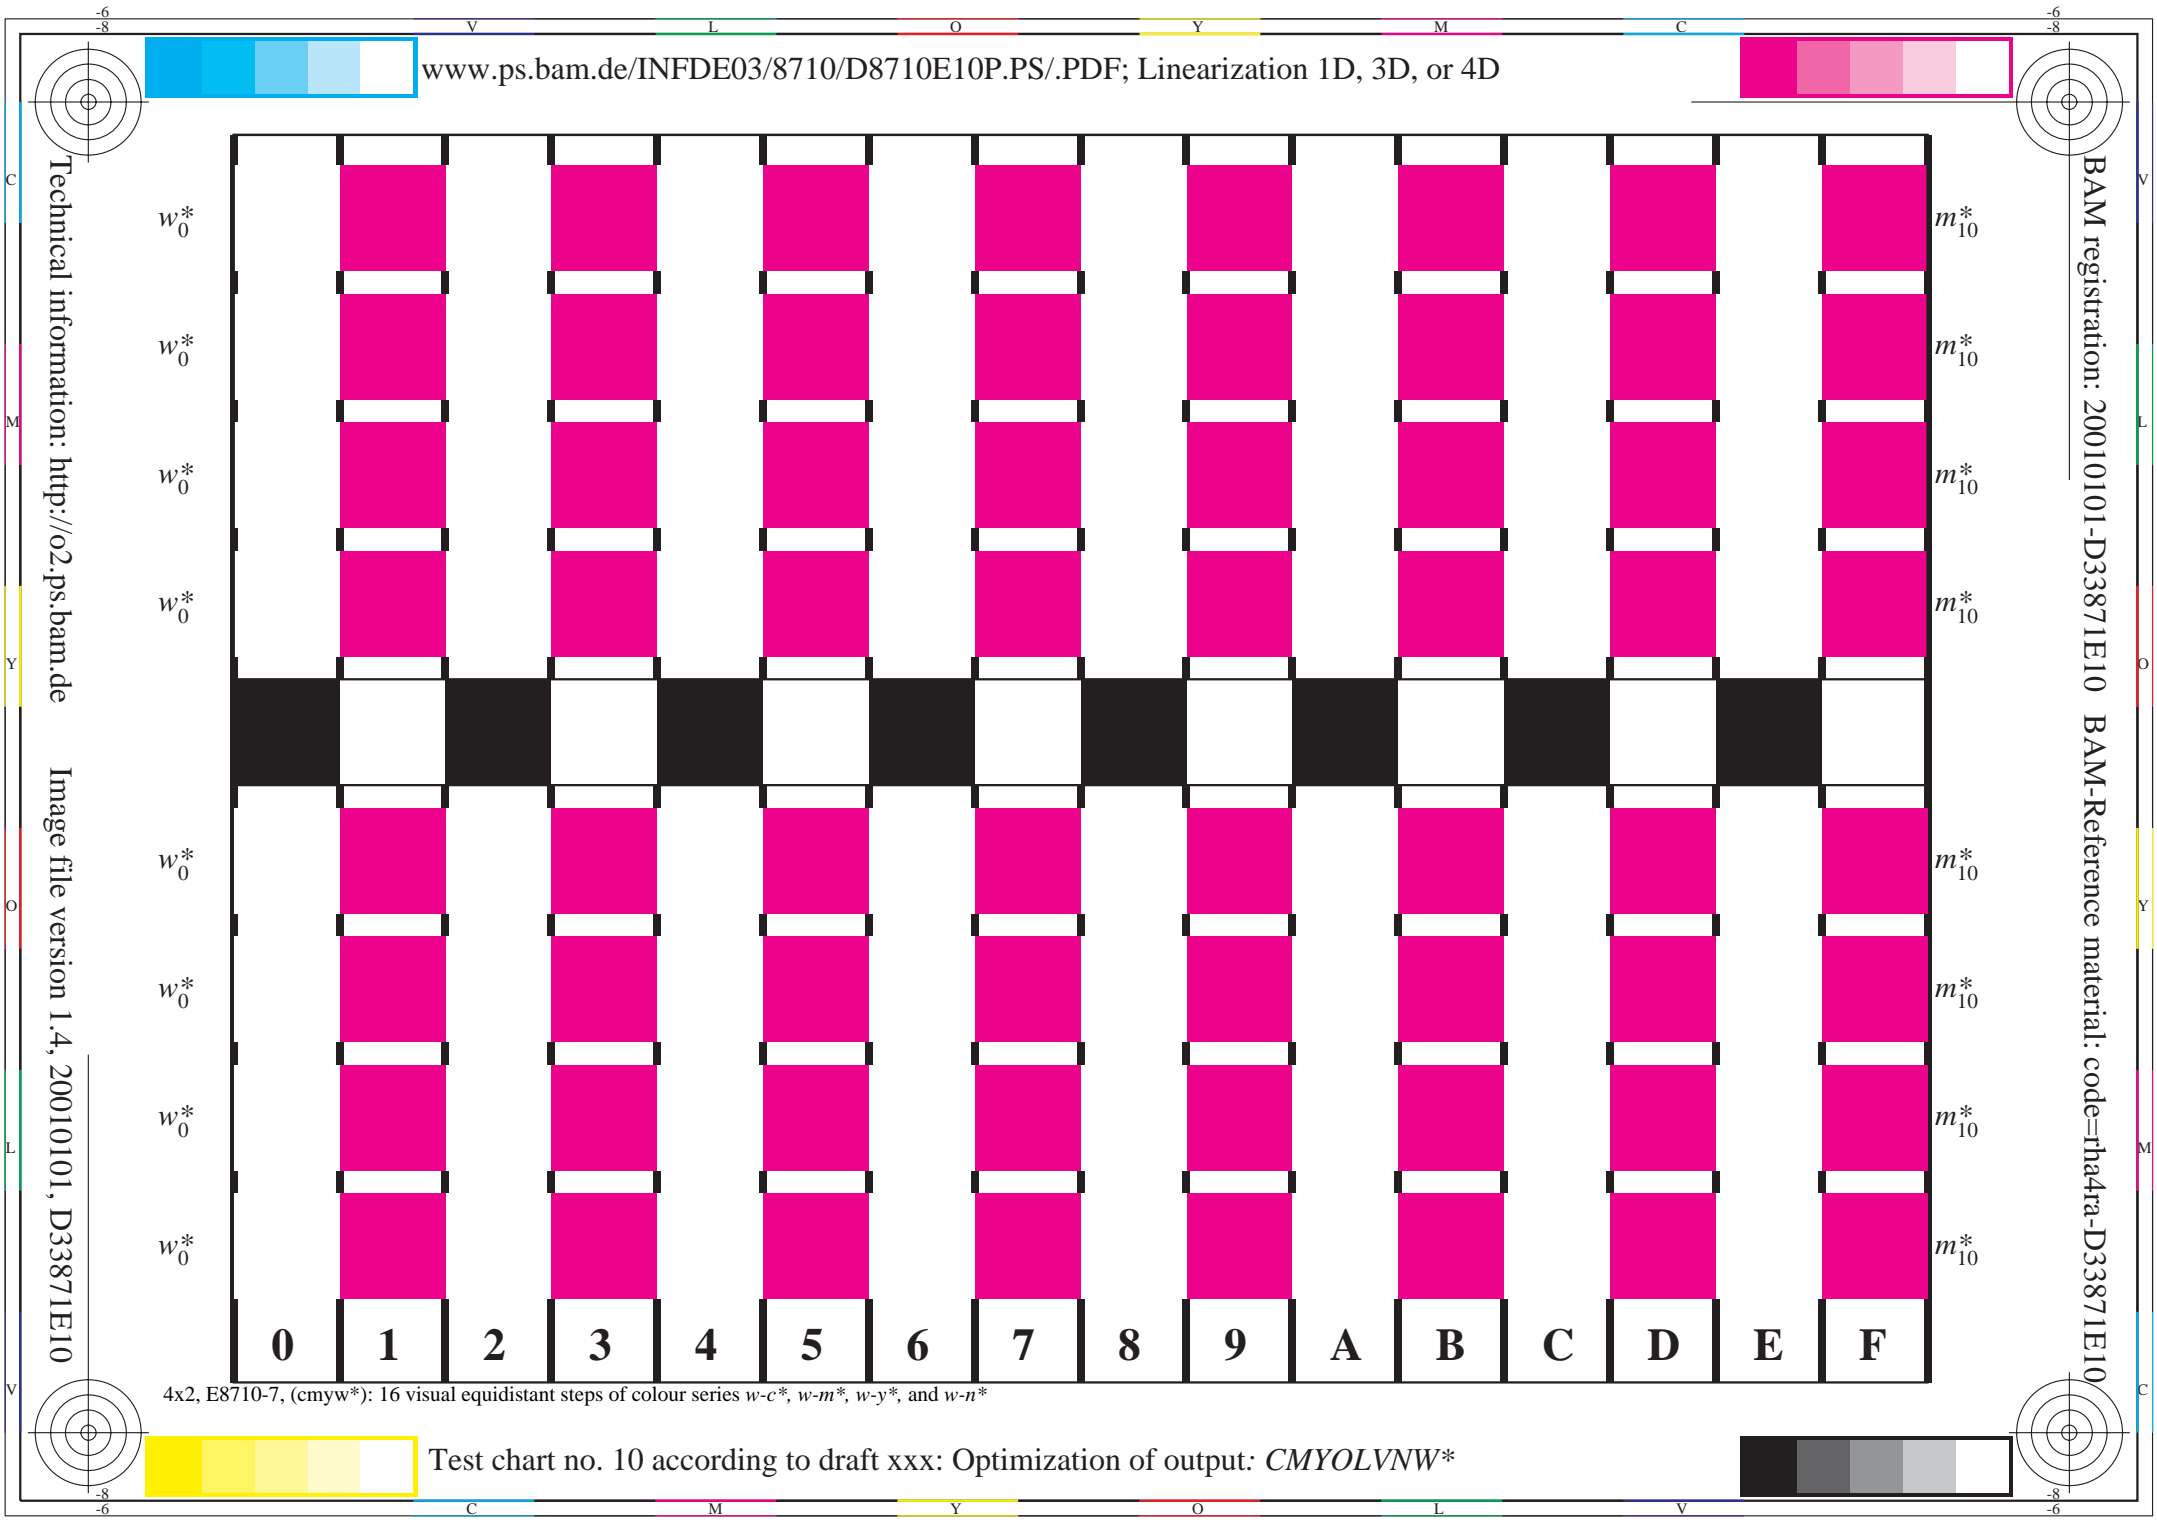 -6
-8
V L O Y M C
-6
-8
www.ps.bam.de/INFDE03/8710/D8710E10P.PS/.PDF; Linearization 1D, 3D, or 4D
Technical information: http://o2.ps.bam.de Image file version 1.4, 20010101, D33871E10
BAM registration: 20010101-D33871E10 BAM-Reference material: code=rha4ra-D33871E10
C V
w*0 m*10
w*0 m*10
M L
w*0 m*10
w*0 m*10
Y O
w*0 m*10
O Y
w*0 m*10
w*0 m*10
L M
w*0 m*10
0 1 2 3 4 5 6 7 8 9 A B C D E F
V C
4x2, E8710-7, (cmyw*): 16 visual equidistant steps of colour series w-c*, w-m*, w-y*, and w-n*
Test chart no. 10 according to draft xxx: Optimization of output: CMYOLVNW*
-8
-6
C M Y O L V
-8
-6